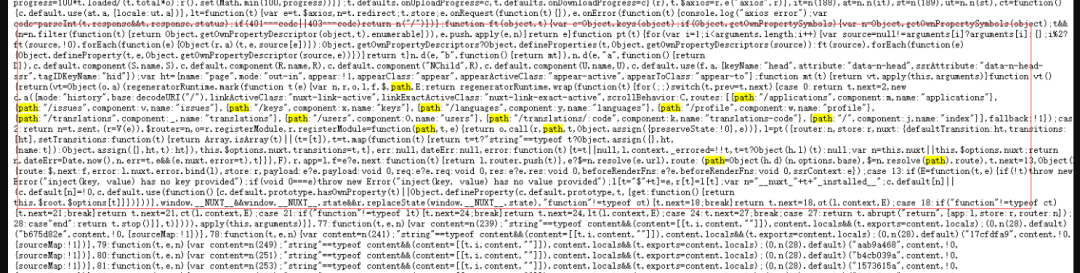 progress=100*t.loaded/(t.total*o);r().set(Math.min(100,progress))}};t.defaults.onUploadProgress=c,t.defaults.onDownloadProgress=c}(r),t.$axios=r,e("axios",r)},it=n(188),at=n.n(it),st=n(189),ut=n.n(st),ct={locale:
default.use(at.a,{locale:ut.a})},lt=function(t){var e=t.$axios,n=t.redirect,t.store;e.onRequest(function(t){}),e.onError(function(t){console.log("axios error");var
code=parseInt(t.response&&t.response.status);if(401===code||403===code)return n("/")})};function ft(object,t){var e=Object.keys(object);if(Object.getOwnPropertySymbols){var n=Object.getOwnPropertySymbols(object);t&&
(n=n.filter(function(t){return Object.getOwnPropertyDescriptor(object,t).enumerable})),e.push.apply(e,n)}return e}function pt(t){for(var i=1;i<arguments.length;i++){var source=null!=arguments[i]?arguments[i]:{};i%2?
ft(source,!0).forEach(function(e){Object(r.a)(t,e,source[e])}):Object.getOwnPropertyDescriptors?Object.defineProperties(t,Object.getOwnPropertyDescriptors(source)):ft(source).forEach(function(e)
{Object.defineProperty(t,e,Object.getOwnPropertyDescriptor(source,e))})}return t}n.d(e,"b",function(){return mt}),n.d(e,"a",function(){return
E}),c.default.component(S.name,S),c.default.component(R.name,R),c.default.component("NChild",R),c.default.component(U.name,U),c.default.use(f.a,{keyName:"head",attribute:"data-n-head",ssrAttribute:"data-n-head-
ssr",tagIDKeyName:"hid"});var ht={name:"page",mode:"out-in",appear:!1,appearClass:"appear",appearActiveClass:"appear-active",appearToClass:"appear-to"};function mt(t){return vt.apply(this,arguments)}function vt()
{return(vt=Object(o.a)(regeneratorRuntime.mark(function t(e){var n,r,o,l,f,$,path,E;return regeneratorRuntime.wrap(function(t){for(;;)switch(t.prev=t.next){case 0:return t.next=2,new
c.a({mode:"history",base:decodeURI("/"),linkActiveClass:"nuxt-link-active",linkExactActiveClass:"nuxt-link-exact-active",scrollBehavior:C,routes:[{path:"/applications",component:m,name:"applications"},
{path:"/issues",component:v,name:"issues"},{path:"/keys",component:x,name:"keys"},{path:"/languages",component:y,name:"languages"},{path:"/profile",component:w,name:"profile"},
{path:"/translations",component:_,name:"translations"},{path:"/users",component:O,name:"users"},{path:"/translations/:code",component:k,name:"translations-code"},{path:"/",component:j,name:"index"}],fallback:!1});case
2:return n=t.sent,(r=V(e)).$router=n,o=r.registerModule,r.registerModule=function(path,t,e){return o.call(r,path,t,Object.assign({preserveState:!0},e))},l=pt({router:n,store:r,nuxt:{defaultTransition:ht,transitions:
[ht],setTransitions:function(t){return Array.isArray(t)||(t=[t]),t=t.map(function(t){return t=t?"string"==typeof t?Object.assign({},ht,
{name:t}):Object.assign({},ht,t):ht}),this.$options.nuxt.transitions=t,t},err:null,dateErr:null,error:function(t){t=t||null,l.context._errored=!!t,t=t?Object(h.l)(t):null;var n=this.nuxt||this.$options.nuxt;return
n.dateErr=Date.now(),n.err=t,e&&(e.nuxt.error=t),t}}},F),r.app=l,f=e?e.next:function(t){return l.router.push(t)},e?$=n.resolve(e.url).route:(path=Object(h.d)(n.options.base),$=n.resolve(path).route),t.next=13,Object(
{route:$,next:f,error:l.nuxt.error.bind(l),store:r,payload:e?e.payload:void 0,req:e?e.req:void 0,res:e?e.res:void 0,beforeRenderFns:e?e.beforeRenderFns:void 0,ssrContext:e});case 13:if(E=function(t,e){if(!t)throw new
Error("inject(key, value) has no key provided");if(void 0===e)throw new Error("inject(key, value) has no value provided");l[t="$"+t]=e,r[t]=l[t];var n="__nuxt_"+t+"_installed__";c.default[n]||
(c.default[n]=!0,c.default.use(function(){c.default.prototype.hasOwnProperty(t)||Object.defineProperty(c.default.prototype,t,{get:function(){return
this.$root.$options[t]}})}))},window.__NUXT__&&window.__NUXT__.state&&r.replaceState(window.__NUXT__.state),"function"!=typeof ot){t.next=18;break}return t.next=18,ot(l.context,E);case 18:if("function"!=typeof ct)
{t.next=21;break}return t.next=21,ct(l.context,E);case 21:if("function"!=typeof lt){t.next=24;break}return t.next=24,lt(l.context,E);case 24:t.next=27;break;case 27:return t.abrupt("return",{app:l,store:r,router:n});
28:case"end":return t.stop()}},t)}))).apply(this,arguments)}},77:function(t,e,n){var content=n(239);"string"==typeof content&&(content=[[t.i,content,""]]),content.locals&&(t.exports=content.locals);(0,n(28).default)
("b675d82e",content,!0,{sourceMap:!1})},78:function(t,e,n){var content=n(241);"string"==typeof content&&(content=[[t.i,content,""]]),content.locals&&(t.exports=content.locals);(0,n(28).default)("17cfdfa9",content,!0,
{sourceMap:!1})},79:function(t,e,n){var content=n(249);"string"==typeof content&&(content=[[t.i,content,""]]),content.locals&&(t.exports=content.locals);(0,n(28).default)("aab9a468",content,!0,
{sourceMap:!1})},80:function(t,e,n){var content=n(251);"string"==typeof content&&(content=[[t.i,content,""]]),content.locals&&(t.exports=content.locals);(0,n(28).default)("b4cb039a",content,!0,
{sourceMap:!1})},81:function(t,e,n){var content=n(253);"string"==typeof content&&(content=[[t.i,content,""]]),content.locals&&(t.exports=content.locals);(0,n(28).default)("1573615a",content,!0,